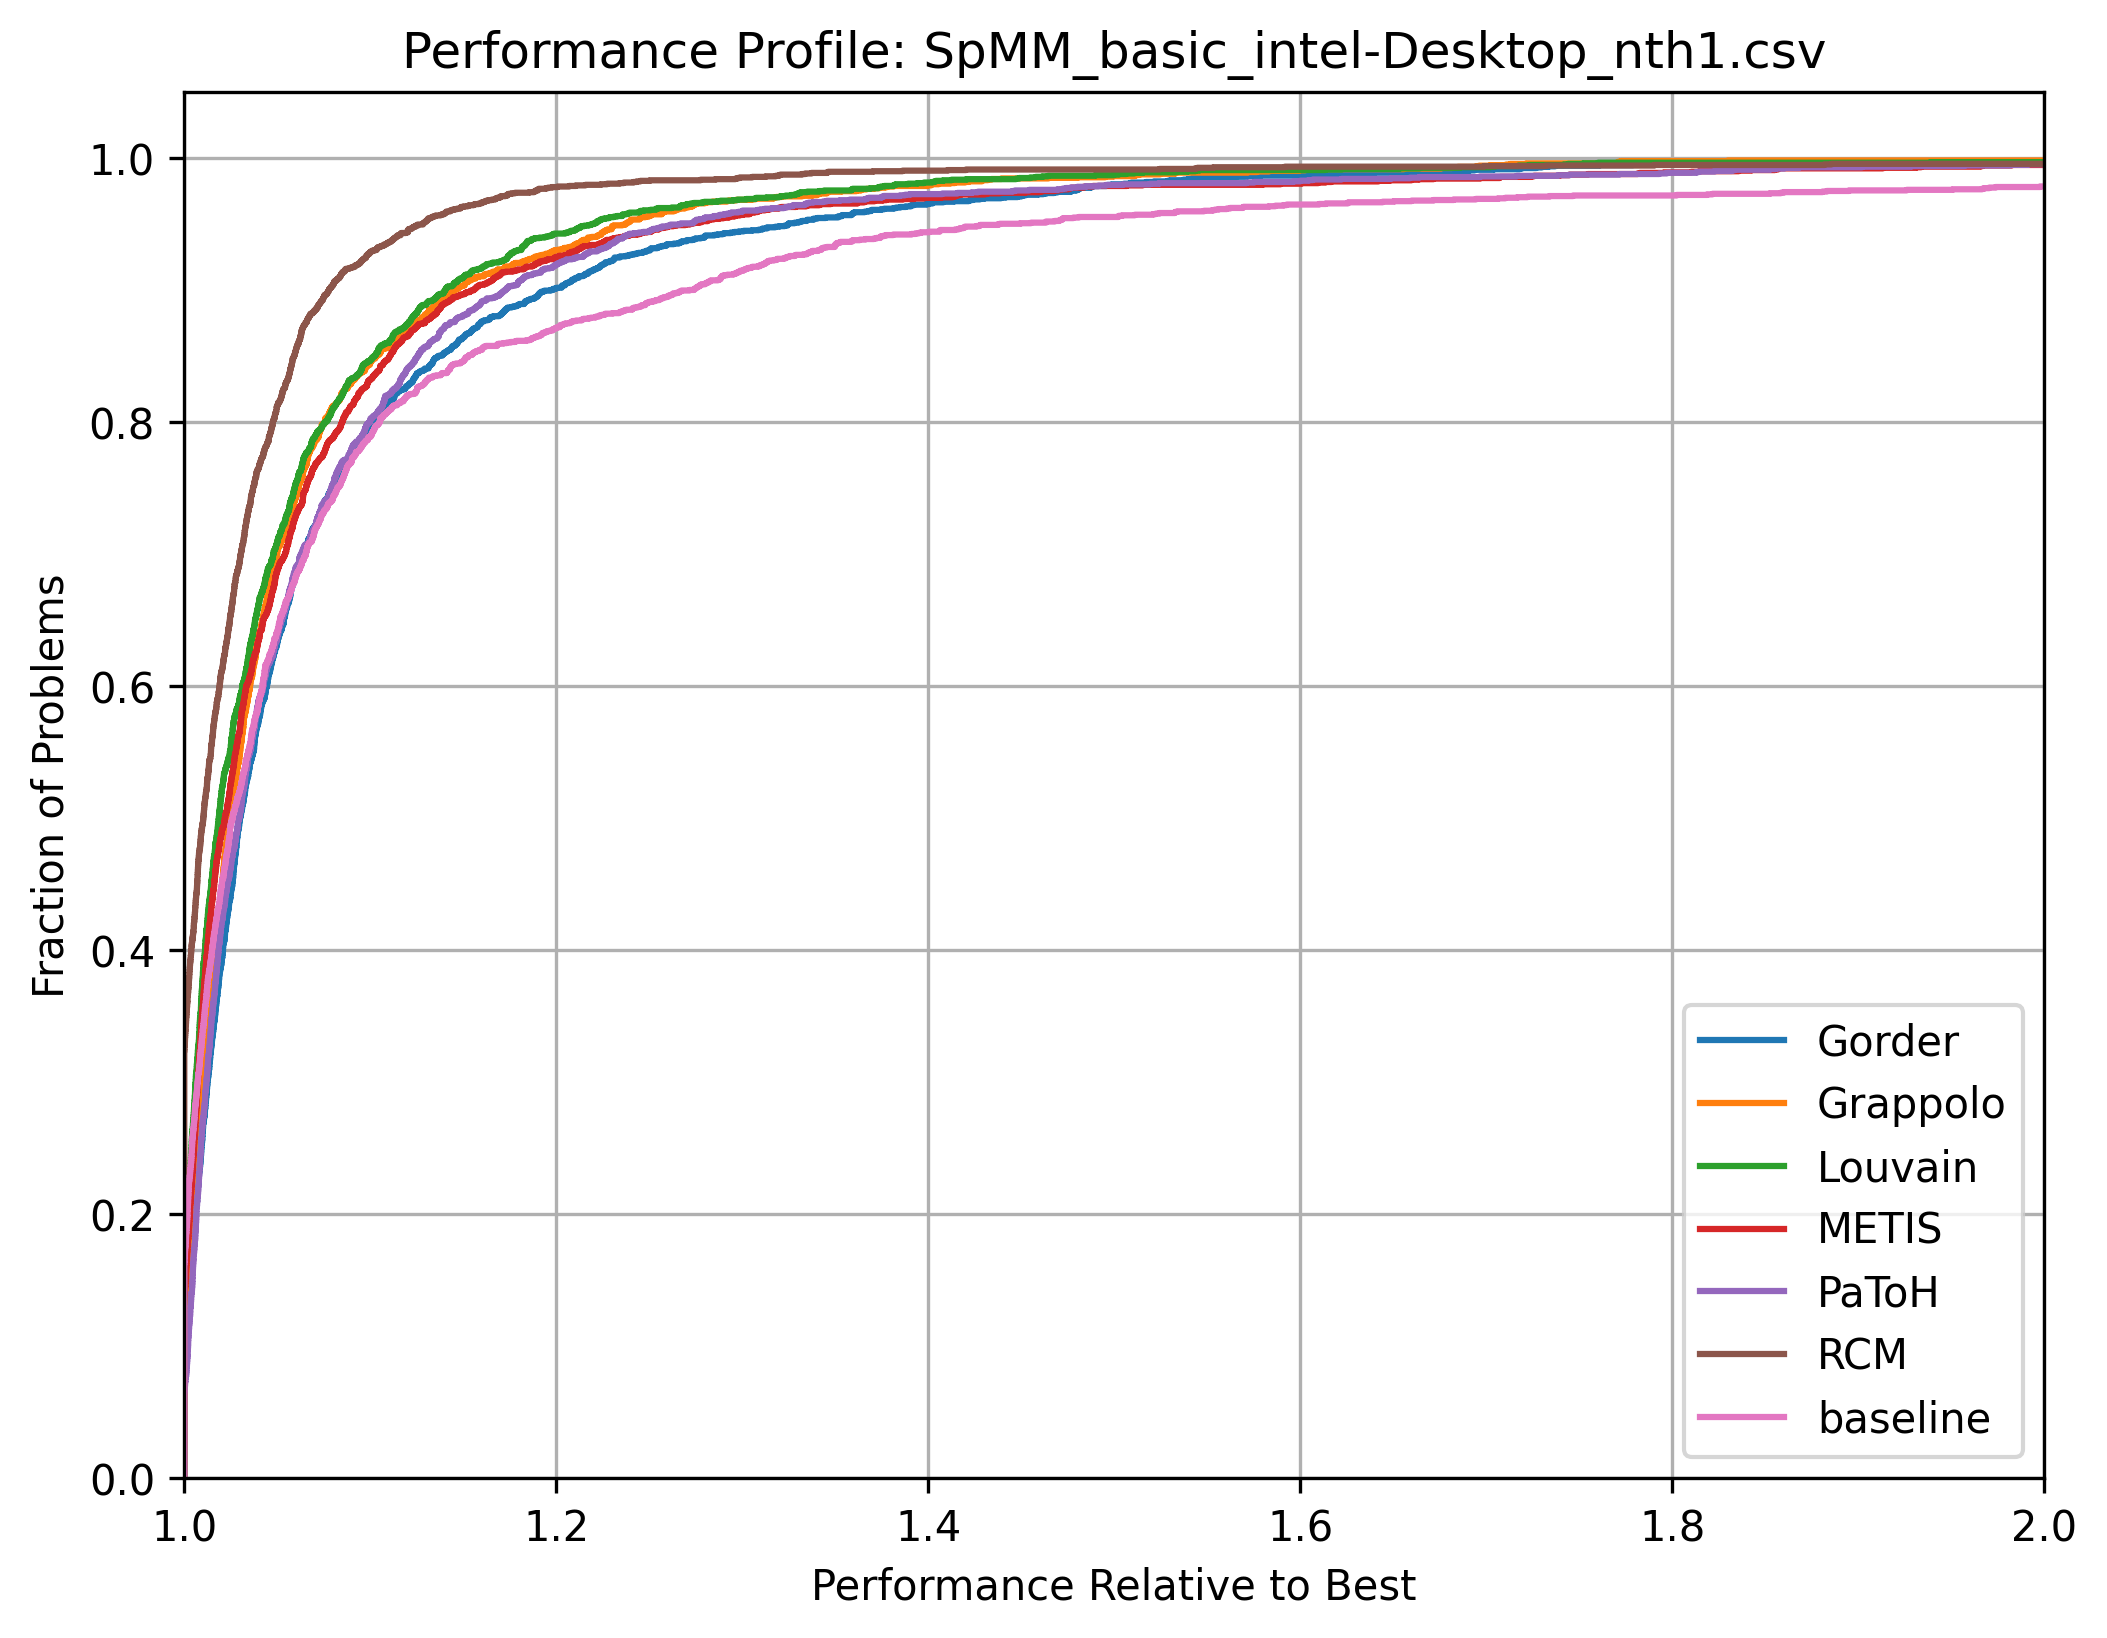 Performance Profile: SpMM_basic_intel-Desktop_nth1.csv
Fraction of Problems
1.0
0.8
0.6
0.4
0.2
0.0
1.0 1.2 1.4 1.6 1.8 2.0
Performance Relative to Best
Gorder
Grappolo
Louvain
METIS
PaToH
RCM
baseline